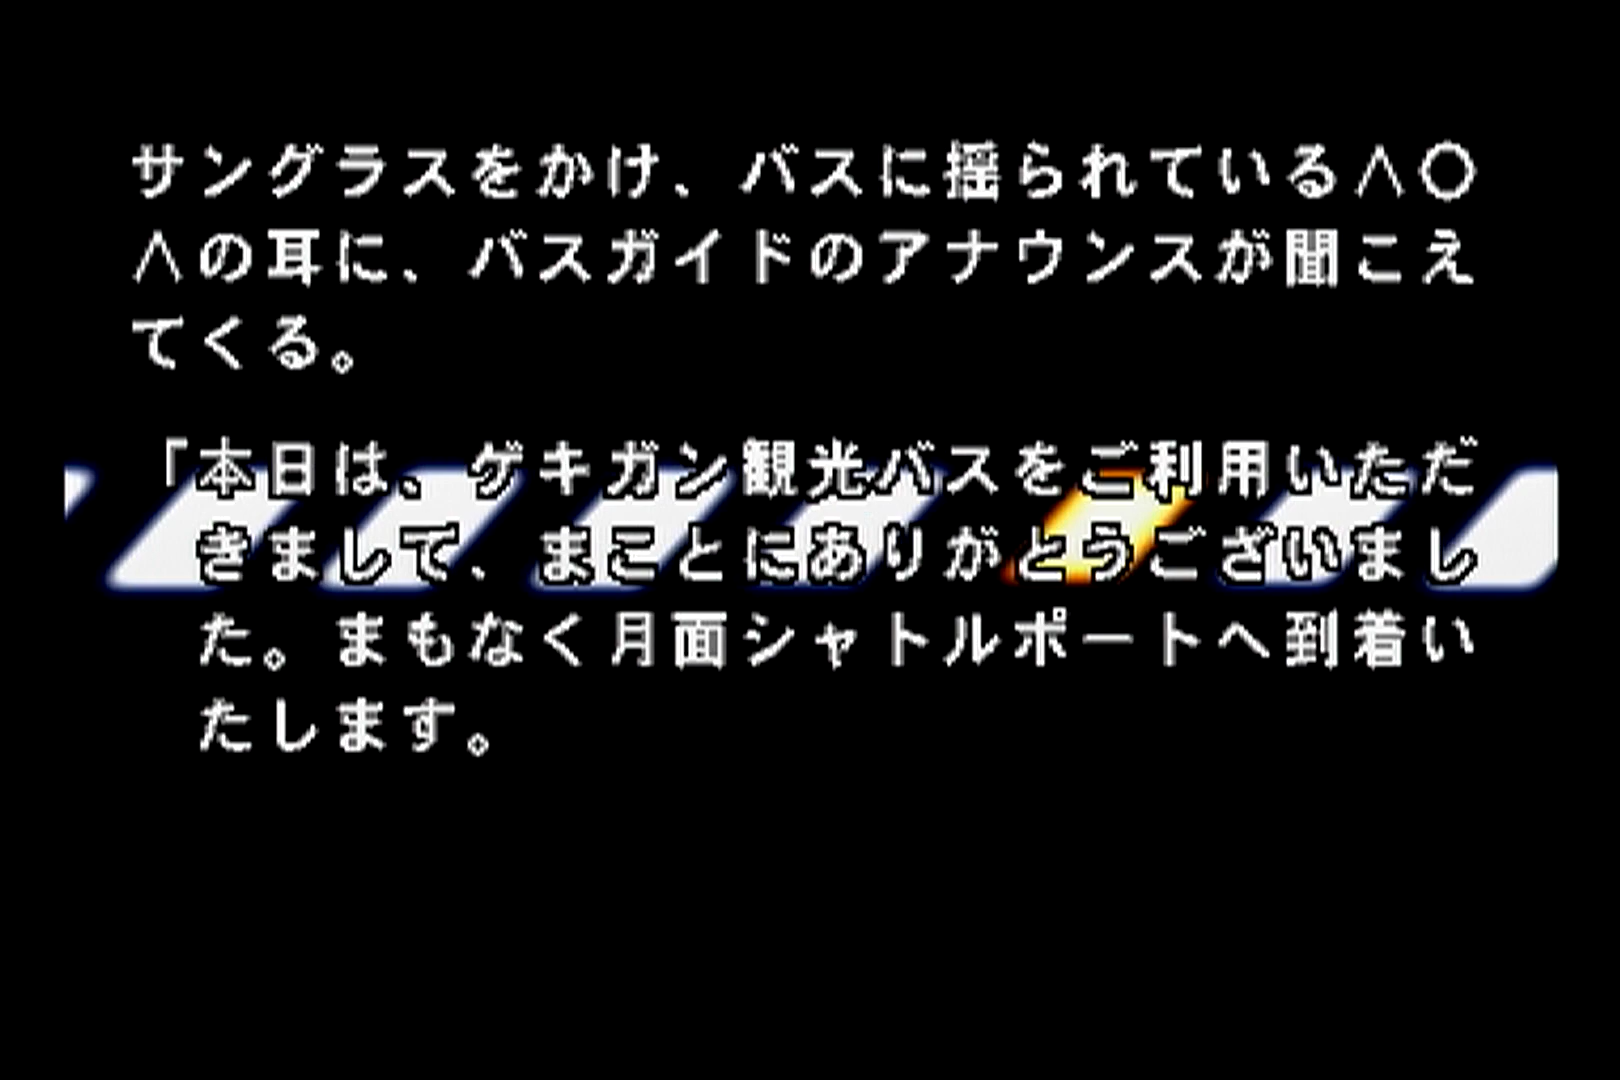 サングラスをかけ、バスに揺られている∧○
∧の耳に、バスガイドのアナウンスが聞こえ
てくる。
「本日は、ゲキガン観光バスをご利用いただ
きまして、まことにありがとうございまし
た。まもなく月面シャトルポートへ到着い
たします。